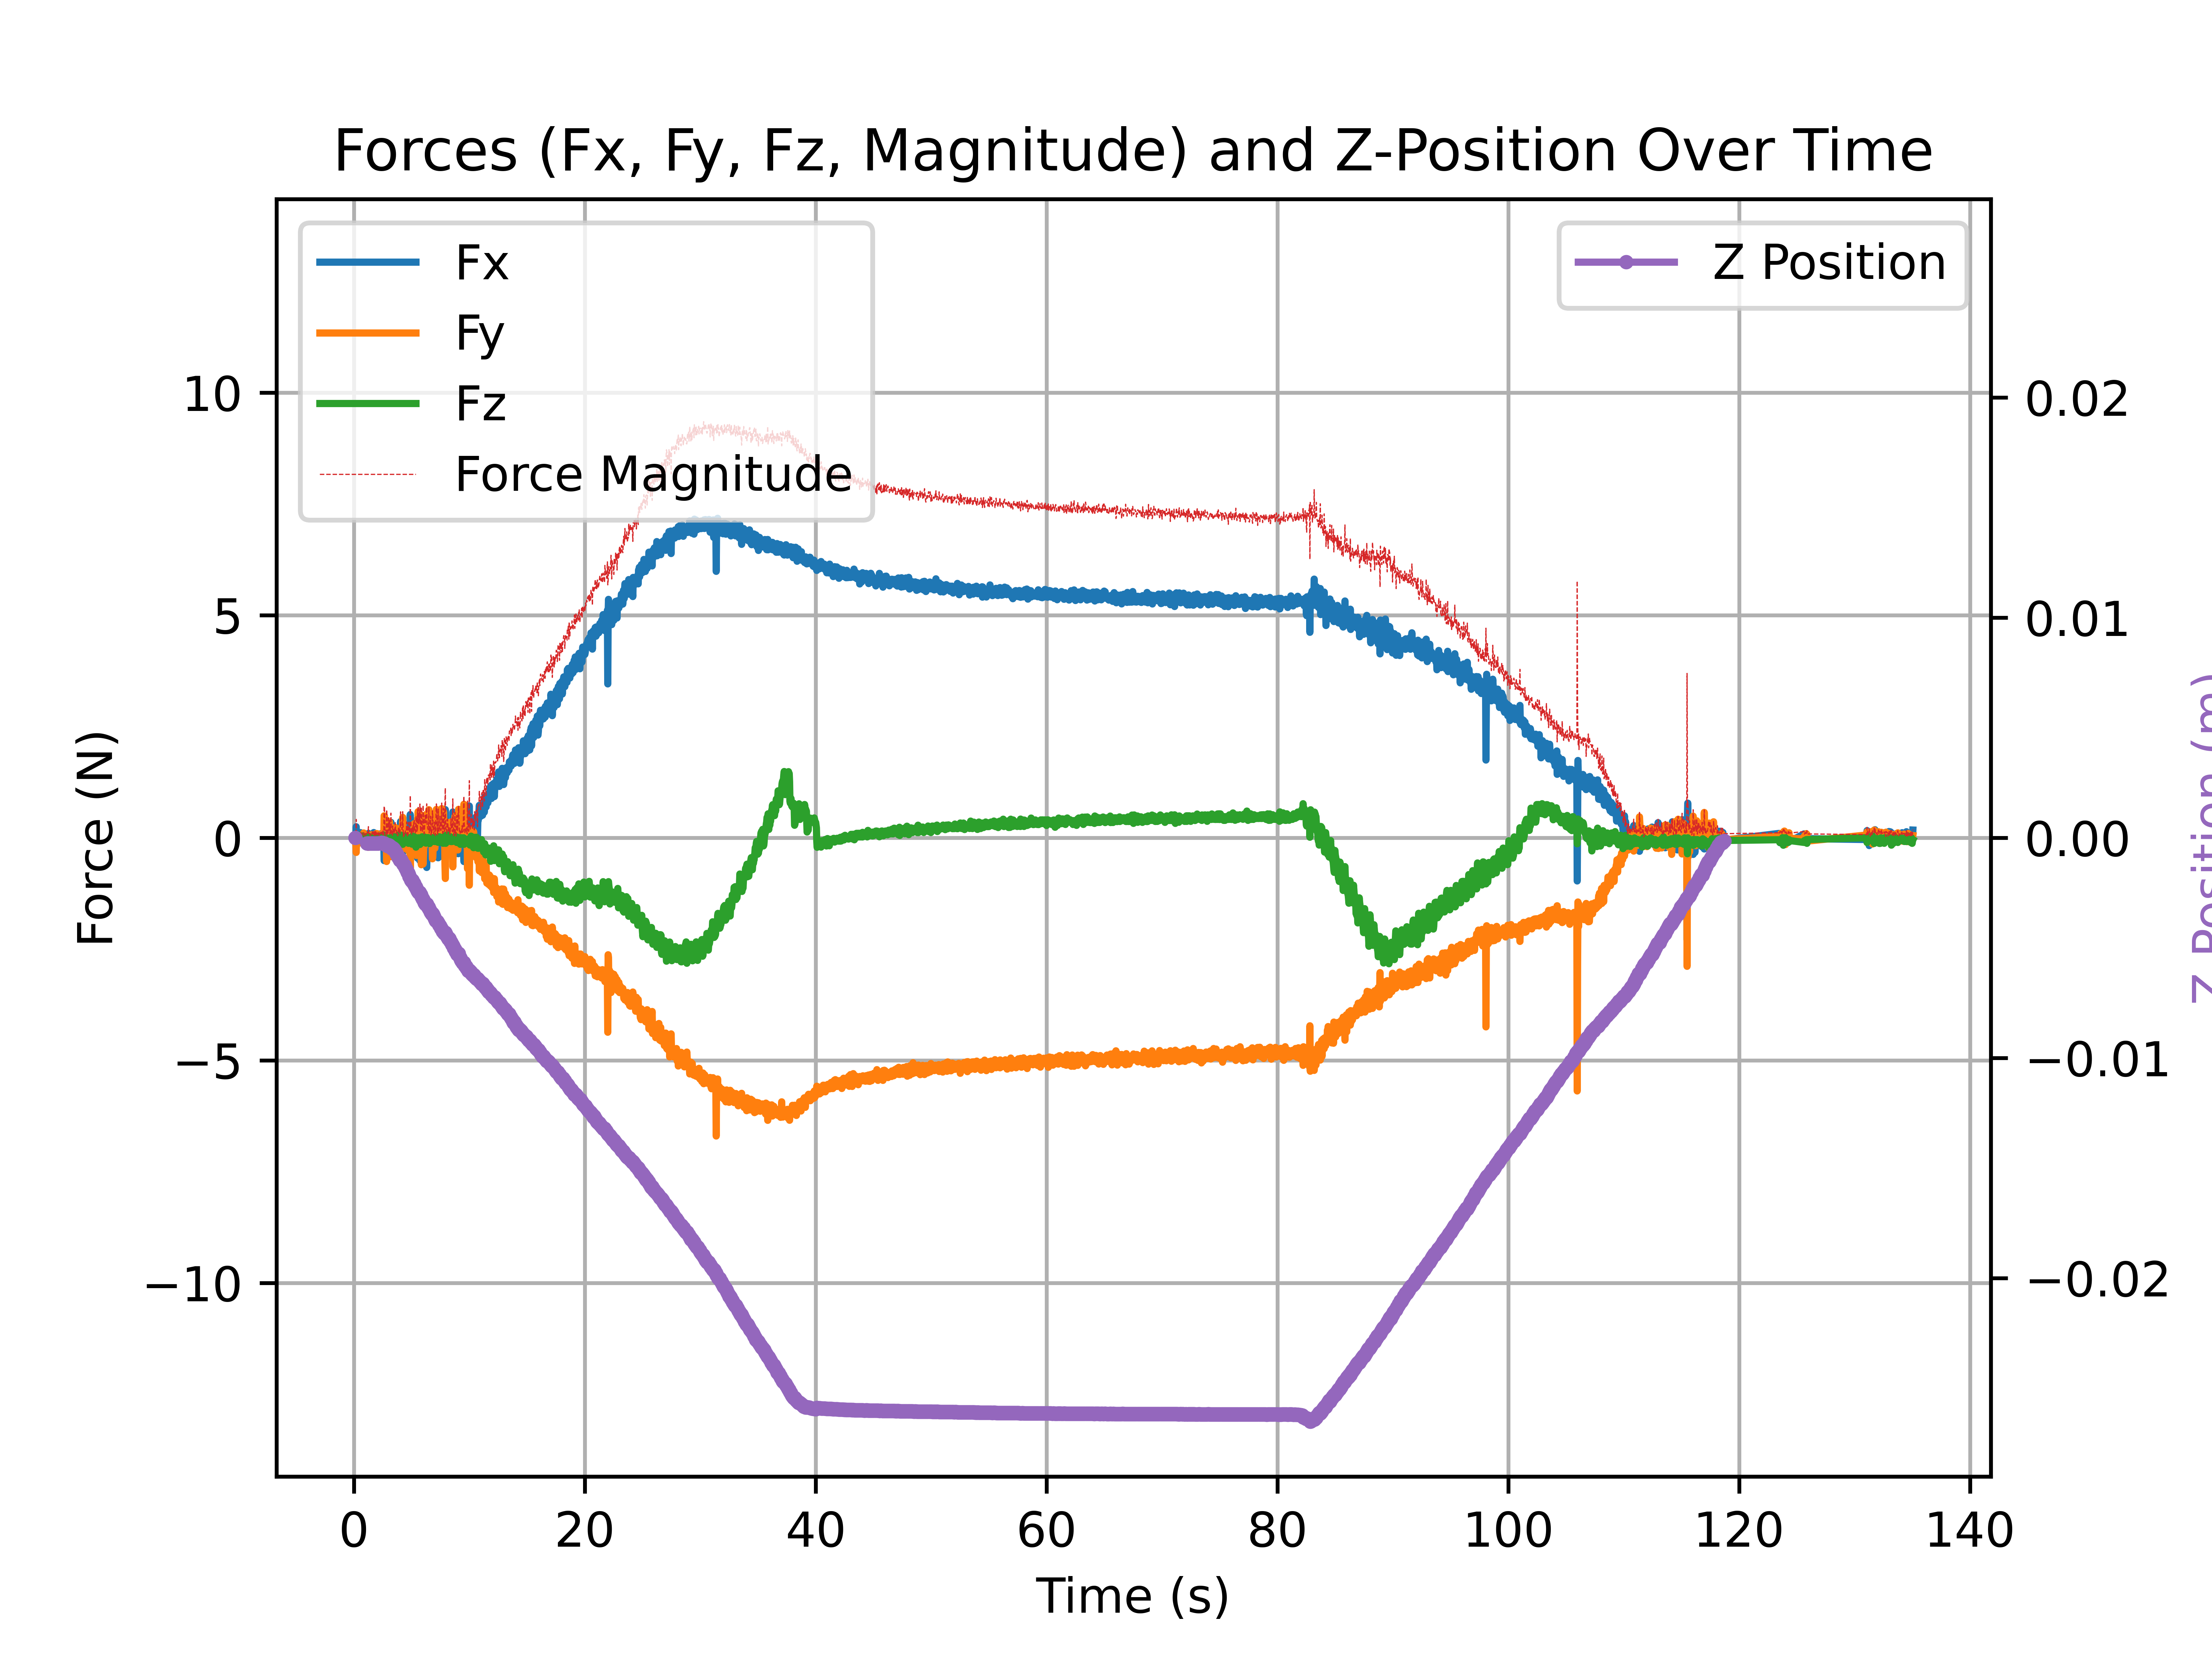 Forces (Fx, Fy, Fz, Magnitude) and Z-Position Over Time
Fx
Fy
Fz
Force Magnitude
Z Position
10
5
0
−5
−10
Force (N)
0.02
0.01
0.00
−0.01
−0.02
Z Position (m)
0 20 40 60 80 100 120 140
Time (s)